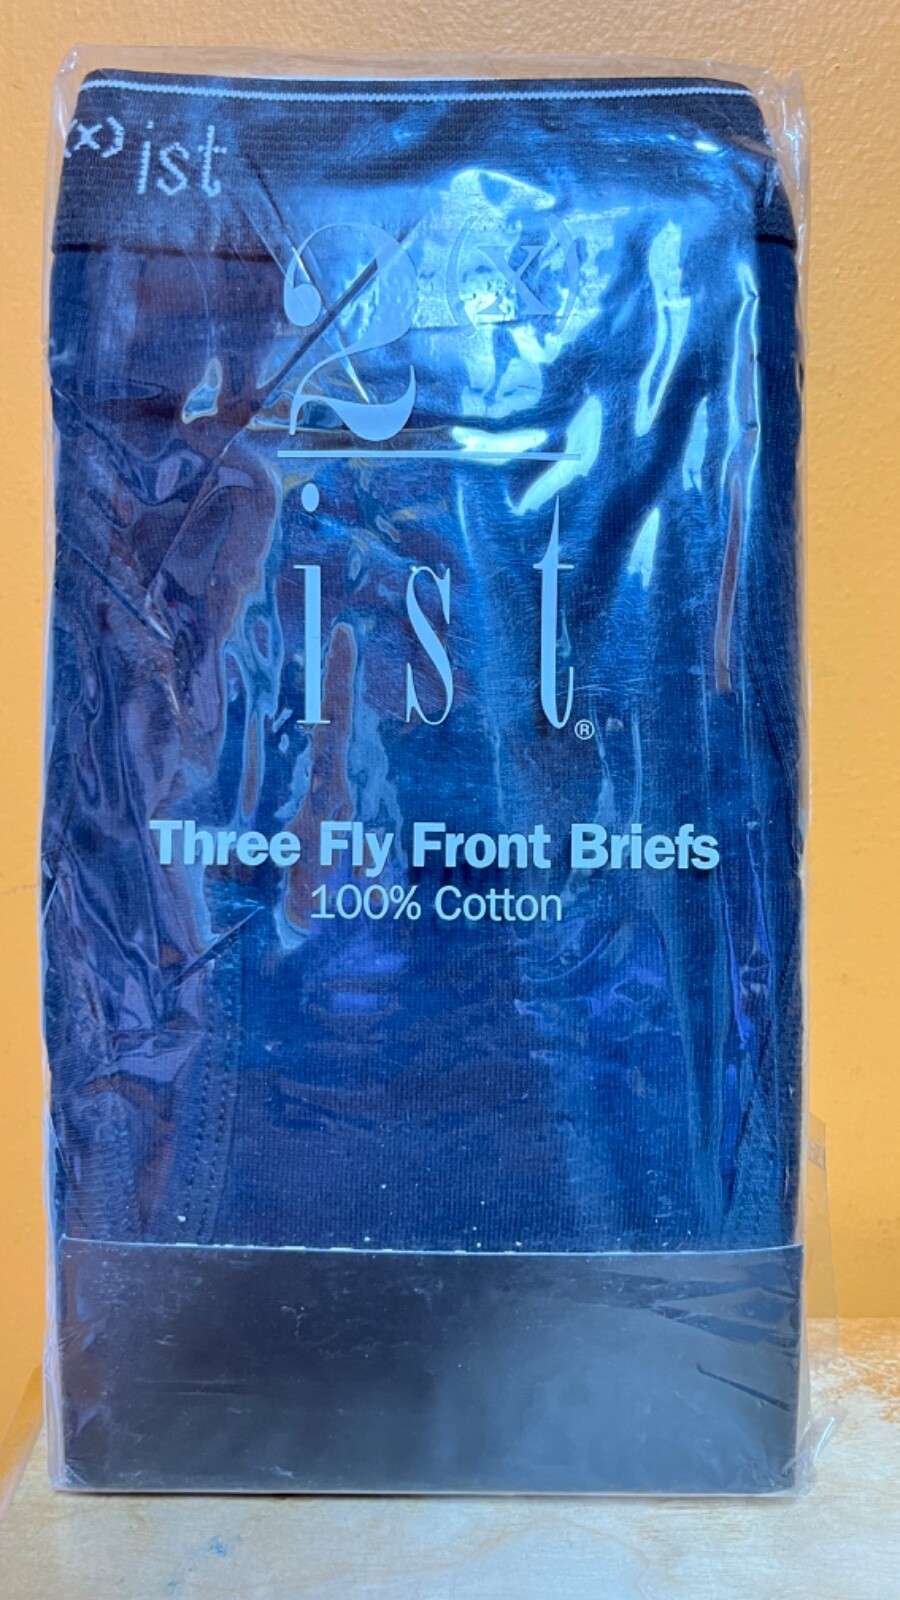 (x) ist
2(x)
ist®
Three Fly Front Briefs
100% Cotton